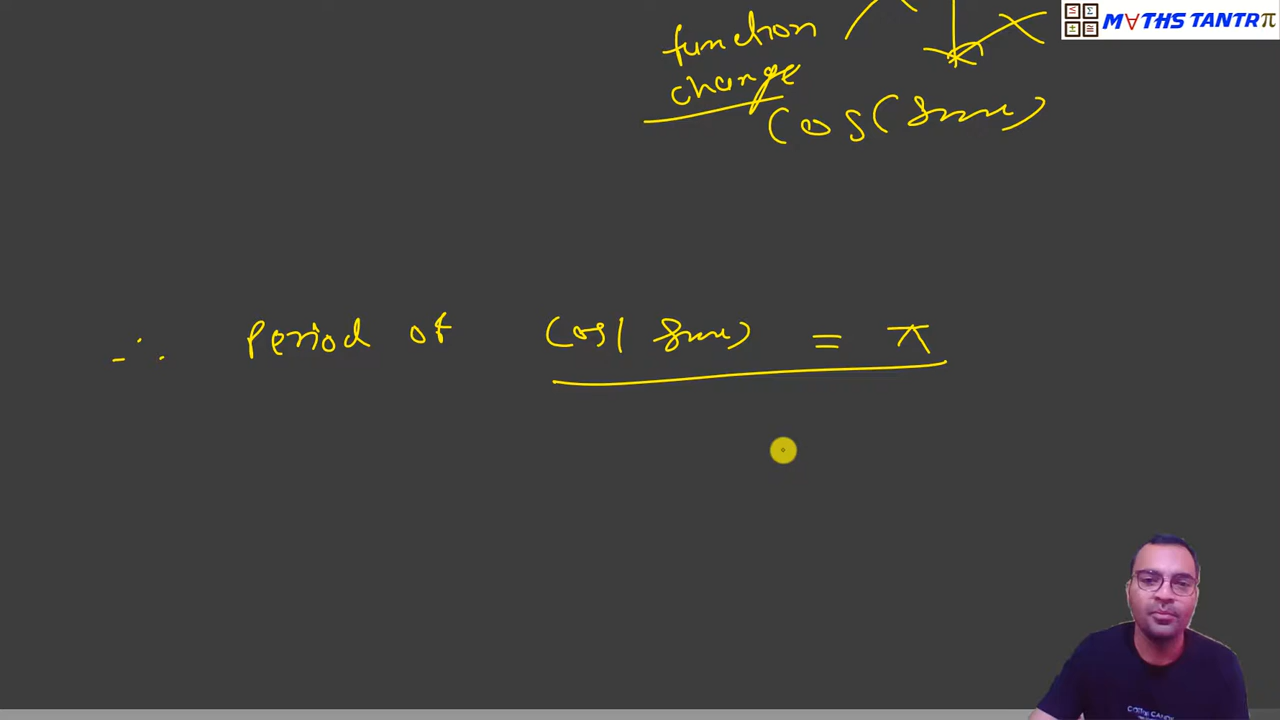 MATHS TANTRπ
function
change
cos(sinx)
∴ Period of cos(sinx) = π